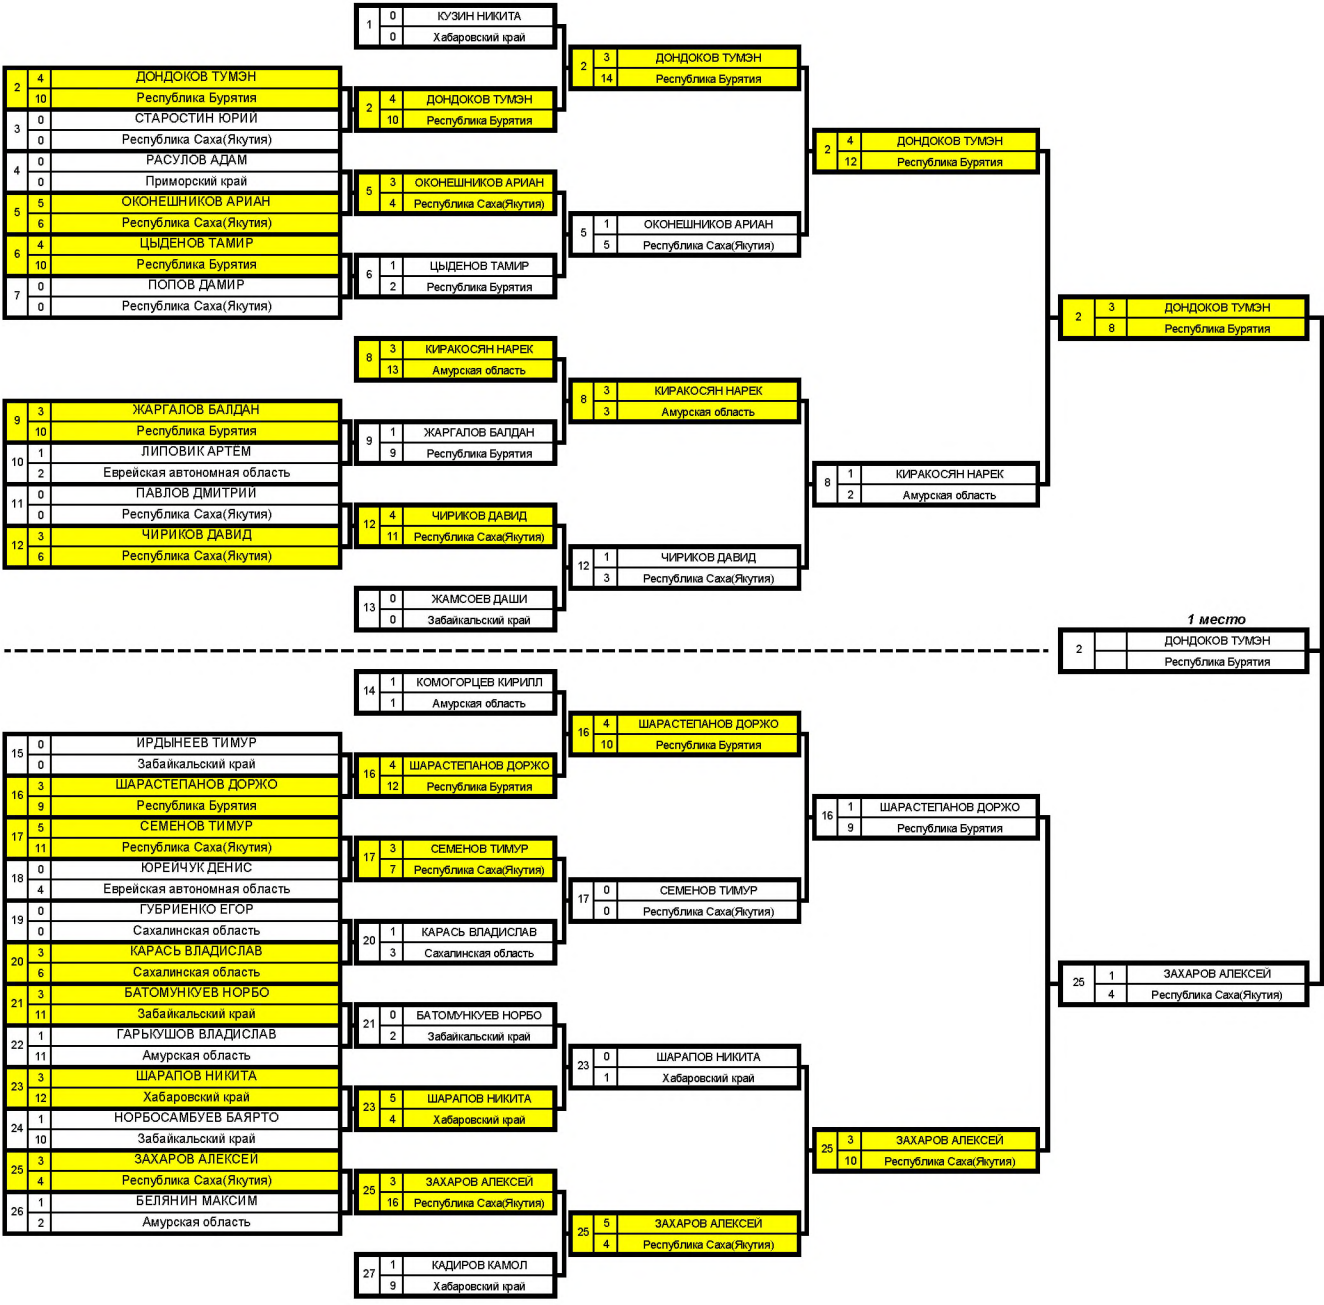 1 0 КУЗИН НИКИТА
0 Хабаровский край
2 4 ДОНДОКОВ ТУМЭН
10 Республика Бурятия
3 0 СТАРОСТИН ЮРИЙ
0 Республика Саха(Якутия)
4 0 РАСУЛОВ АДАМ
0 Приморский край
5 5 ОКОНЕШНИКОВ АРИАН
6 Республика Саха(Якутия)
6 4 ЦЫДЕНОВ ТАМИР
10 Республика Бурятия
7 0 ПОПОВ ДАМИР
0 Республика Саха(Якутия)
9 3 ЖАРГАЛОВ БАЛДАН
10 Республика Бурятия
10 1 ЛИПОВИК АРТЁМ
2 Еврейская автономная область
11 0 ПАВЛОВ ДМИТРИЙ
0 Республика Саха(Якутия)
12 3 ЧИРИКОВ ДАВИД
6 Республика Саха(Якутия)
2 4 ДОНДОКОВ ТУМЭН
10 Республика Бурятия
5 3 ОКОНЕШНИКОВ АРИАН
4 Республика Саха(Якутия)
6 1 ЦЫДЕНОВ ТАМИР
2 Республика Бурятия
8 3 КИРАКОСЯН НАРЕК
13 Амурская область
9 1 ЖАРГАЛОВ БАЛДАН
9 Республика Бурятия
12 4 ЧИРИКОВ ДАВИД
11 Республика Саха(Якутия)
13 0 ЖАМСОЕВ ДАШИ
0 Забайкальский край
2 3 ДОНДОКОВ ТУМЭН
14 Республика Бурятия
5 1 ОКОНЕШНИКОВ АРИАН
5 Республика Саха(Якутия)
8 3 КИРАКОСЯН НАРЕК
3 Амурская область
12 1 ЧИРИКОВ ДАВИД
3 Республика Саха(Якутия)
2 4 ДОНДОКОВ ТУМЭН
12 Республика Бурятия
8 1 КИРАКОСЯН НАРЕК
2 Амурская область
2 3 ДОНДОКОВ ТУМЭН
8 Республика Бурятия
1 место
2 ДОНДОКОВ ТУМЭН
Республика Бурятия
14 1 КОМОГОРЦЕВ КИРИЛЛ
1 Амурская область
15 0 ИРДЫНЕЕВ ТИМУР
0 Забайкальский край
16 3 ШАРАСТЕПАНОВ ДОРЖО
9 Республика Бурятия
17 5 СЕМЕНОВ ТИМУР
11 Республика Саха(Якутия)
18 0 ЮРЕЙЧУК ДЕНИС
4 Еврейская автономная область
19 0 ГУБРИЕНКО ЕГОР
0 Сахалинская область
20 3 КАРАСЬ ВЛАДИСЛАВ
6 Сахалинская область
21 3 БАТОМУНКУЕВ НОРБО
11 Забайкальский край
22 1 ГАРЬКУШОВ ВЛАДИСЛАВ
11 Амурская область
23 3 ШАРАПОВ НИКИТА
12 Хабаровский край
24 1 НОРБОСАМБУЕВ БАЯРТО
10 Забайкальский край
25 3 ЗАХАРОВ АЛЕКСЕЙ
4 Республика Саха(Якутия)
26 1 БЕЛЯНИН МАКСИМ
2 Амурская область
16 4 ШАРАСТЕПАНОВ ДОРЖО
12 Республика Бурятия
17 3 СЕМЕНОВ ТИМУР
7 Республика Саха(Якутия)
20 1 КАРАСЬ ВЛАДИСЛАВ
3 Сахалинская область
21 0 БАТОМУНКУЕВ НОРБО
2 Забайкальский край
23 5 ШАРАПОВ НИКИТА
4 Хабаровский край
25 3 ЗАХАРОВ АЛЕКСЕЙ
16 Республика Саха(Якутия)
27 1 КАДИРОВ КАМОЛ
9 Хабаровский край
16 4 ШАРАСТЕПАНОВ ДОРЖО
10 Республика Бурятия
17 0 СЕМЕНОВ ТИМУР
0 Республика Саха(Якутия)
23 0 ШАРАПОВ НИКИТА
1 Хабаровский край
25 5 ЗАХАРОВ АЛЕКСЕЙ
4 Республика Саха(Якутия)
16 1 ШАРАСТЕПАНОВ ДОРЖО
9 Республика Бурятия
25 3 ЗАХАРОВ АЛЕКСЕЙ
10 Республика Саха(Якутия)
25 1 ЗАХАРОВ АЛЕКСЕЙ
4 Республика Саха(Якутия)